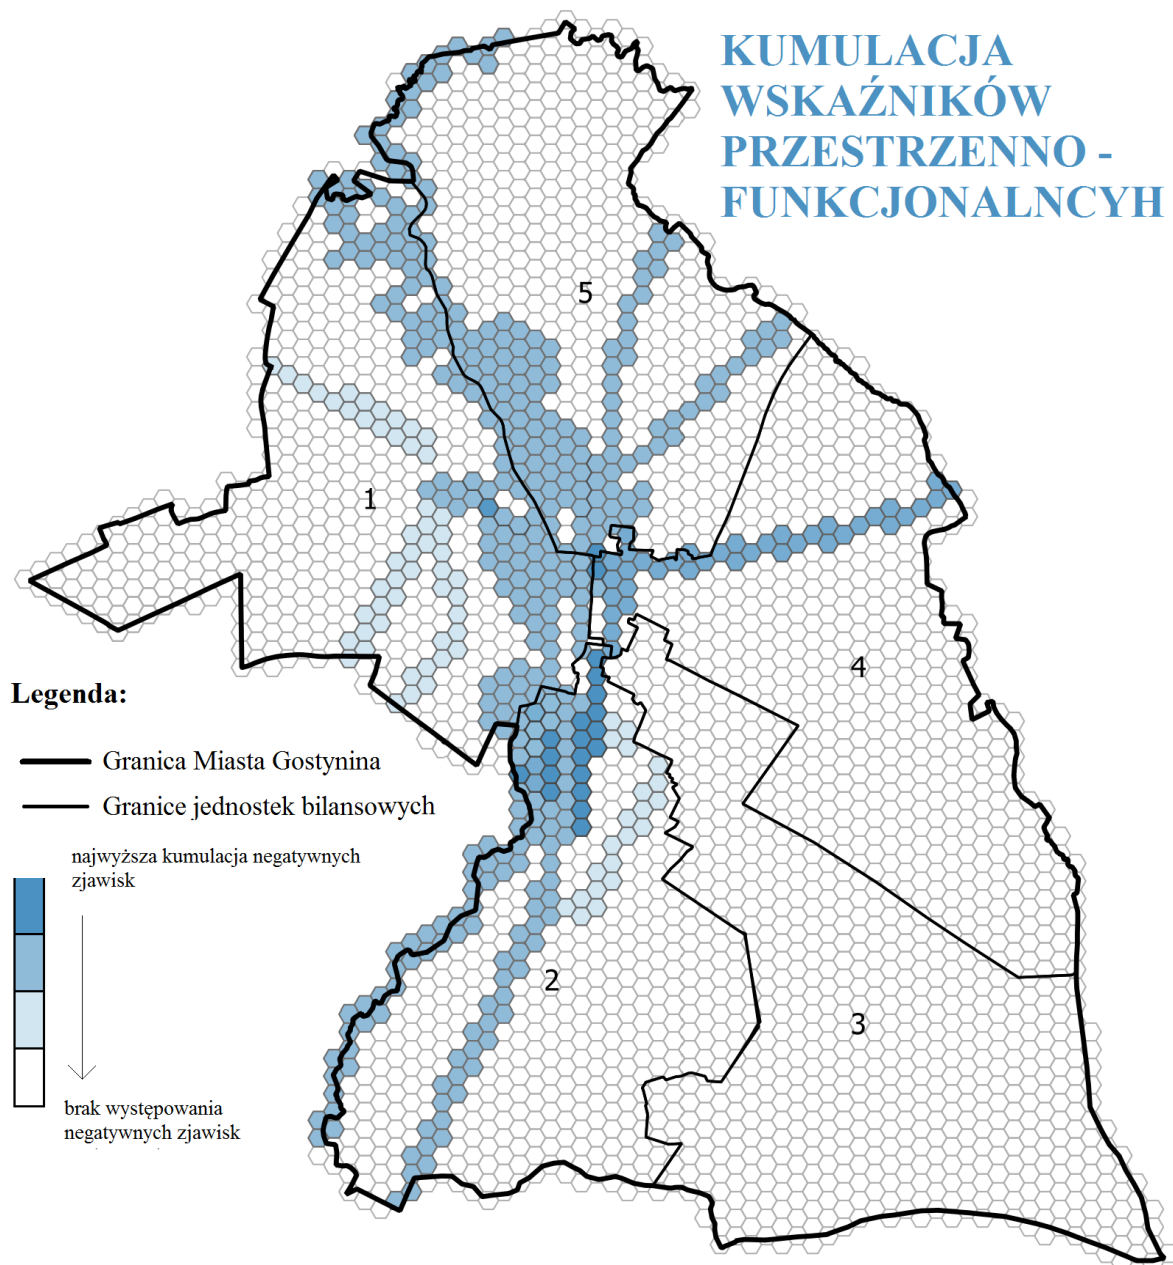 KUMULACJA
WSKAŹNIKÓW
PRZESTRZENNO -
FUNKCJONALNCYH
5
1
4
Legenda:
Granica Miasta Gostynina
Granice jednostek bilansowych
najwyższa kumulacja negatywnych
zjawisk
2
3
brak występowania
negatywnych zjawisk